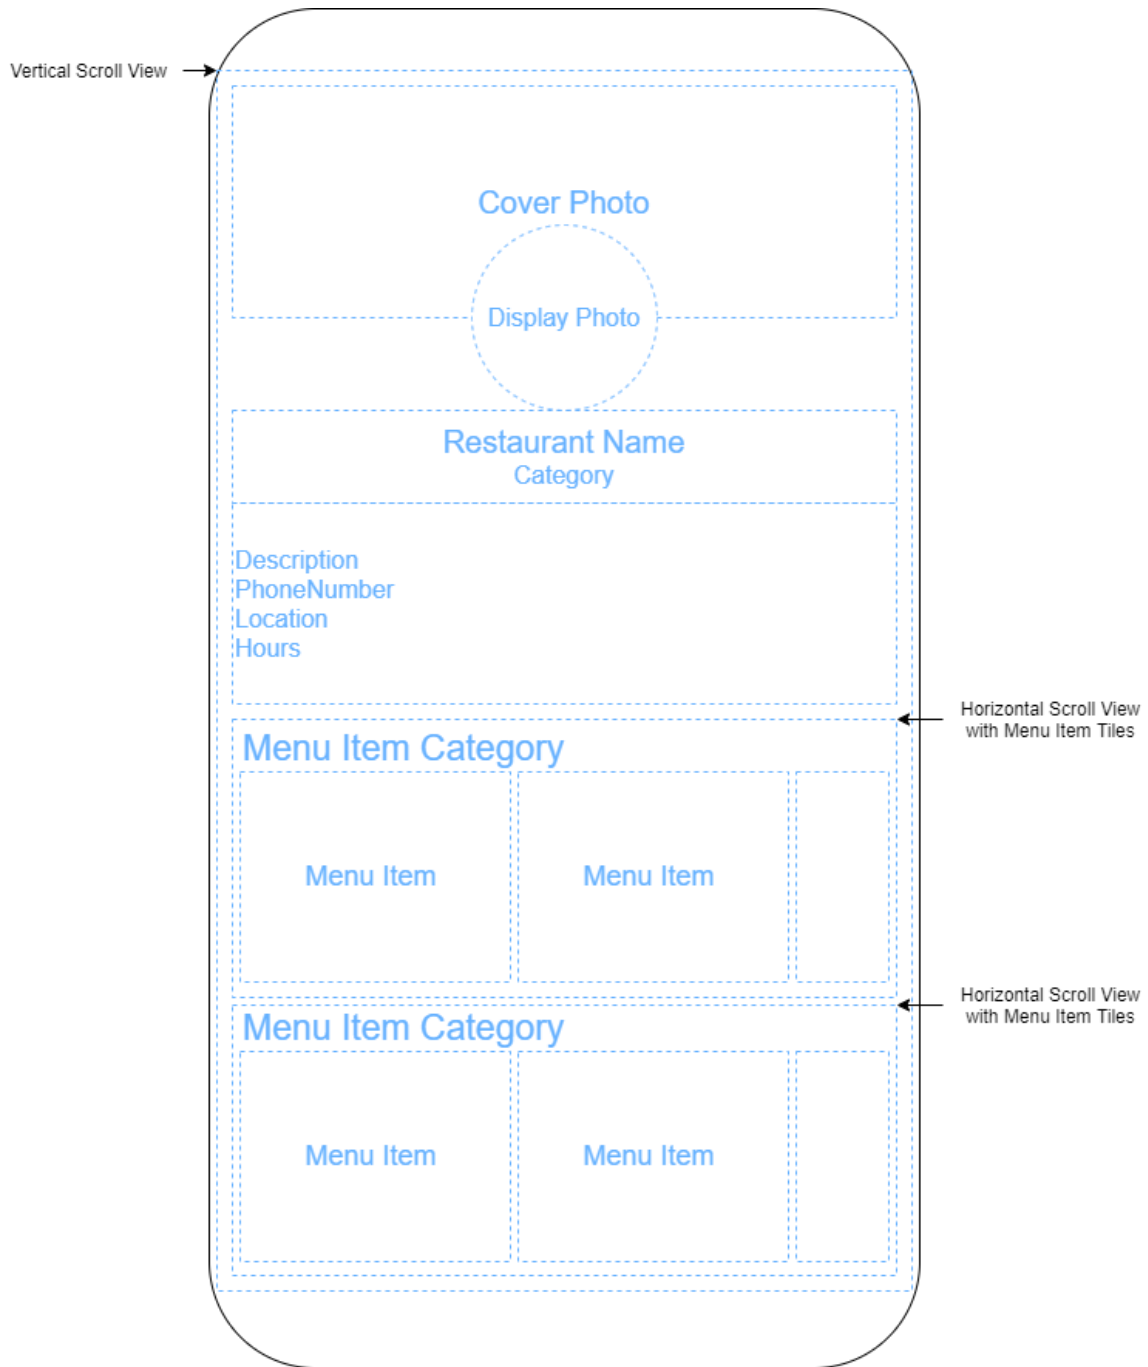 Vertical Scroll View
Cover Photo
Display Photo
Restaurant Name
Category
Description
PhoneNumber
Location
Hours
Horizontal Scroll View
with Menu Item Tiles
Menu Item Category
Menu Item
Menu Item
Horizontal Scroll View
with Menu Item Tiles
Menu Item Category
Menu Item
Menu Item